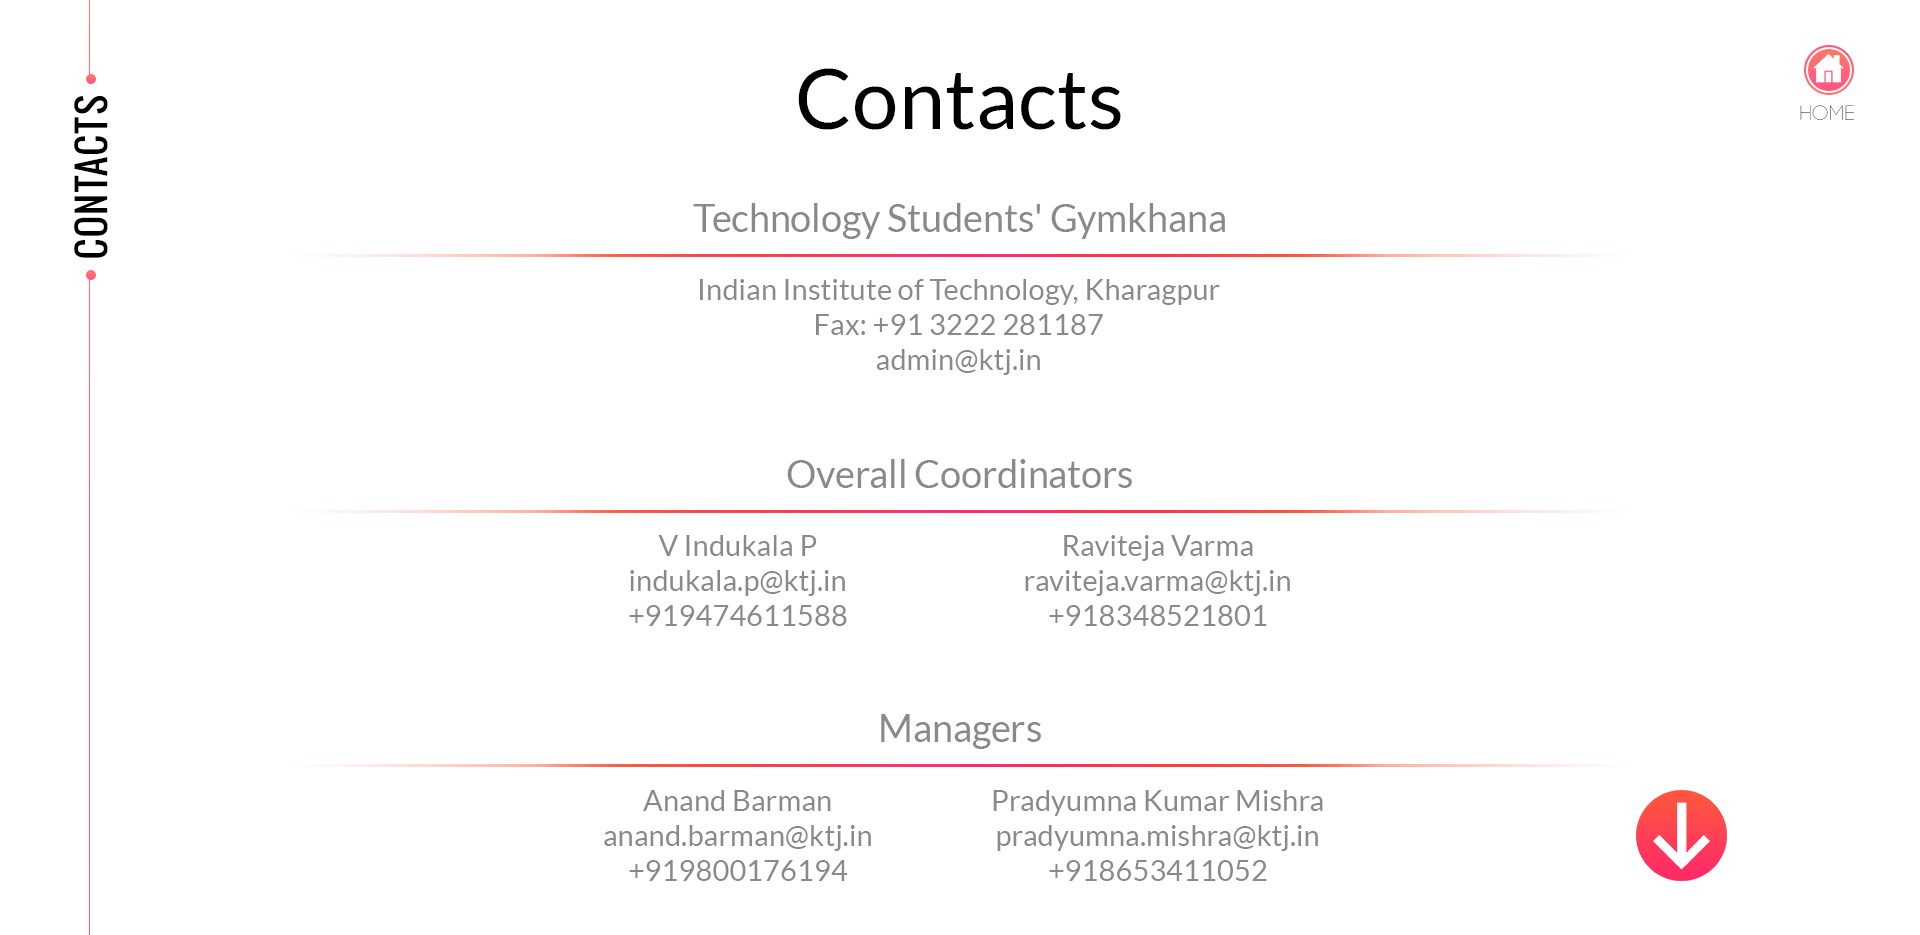 CONTACTS
Contacts
HOME
Technology Students' Gymkhana
Indian Institute of Technology, Kharagpur
Fax: +91 3222 281187
admin@ktj.in
Overall Coordinators
V Indukala P
indukala.p@ktj.in
+919474611588
Raviteja Varma
raviteja.varma@ktj.in
+918348521801
Managers
Anand Barman
anand.barman@ktj.in
+919800176194
Pradyumna Kumar Mishra
pradyumna.mishra@ktj.in
+918653411052